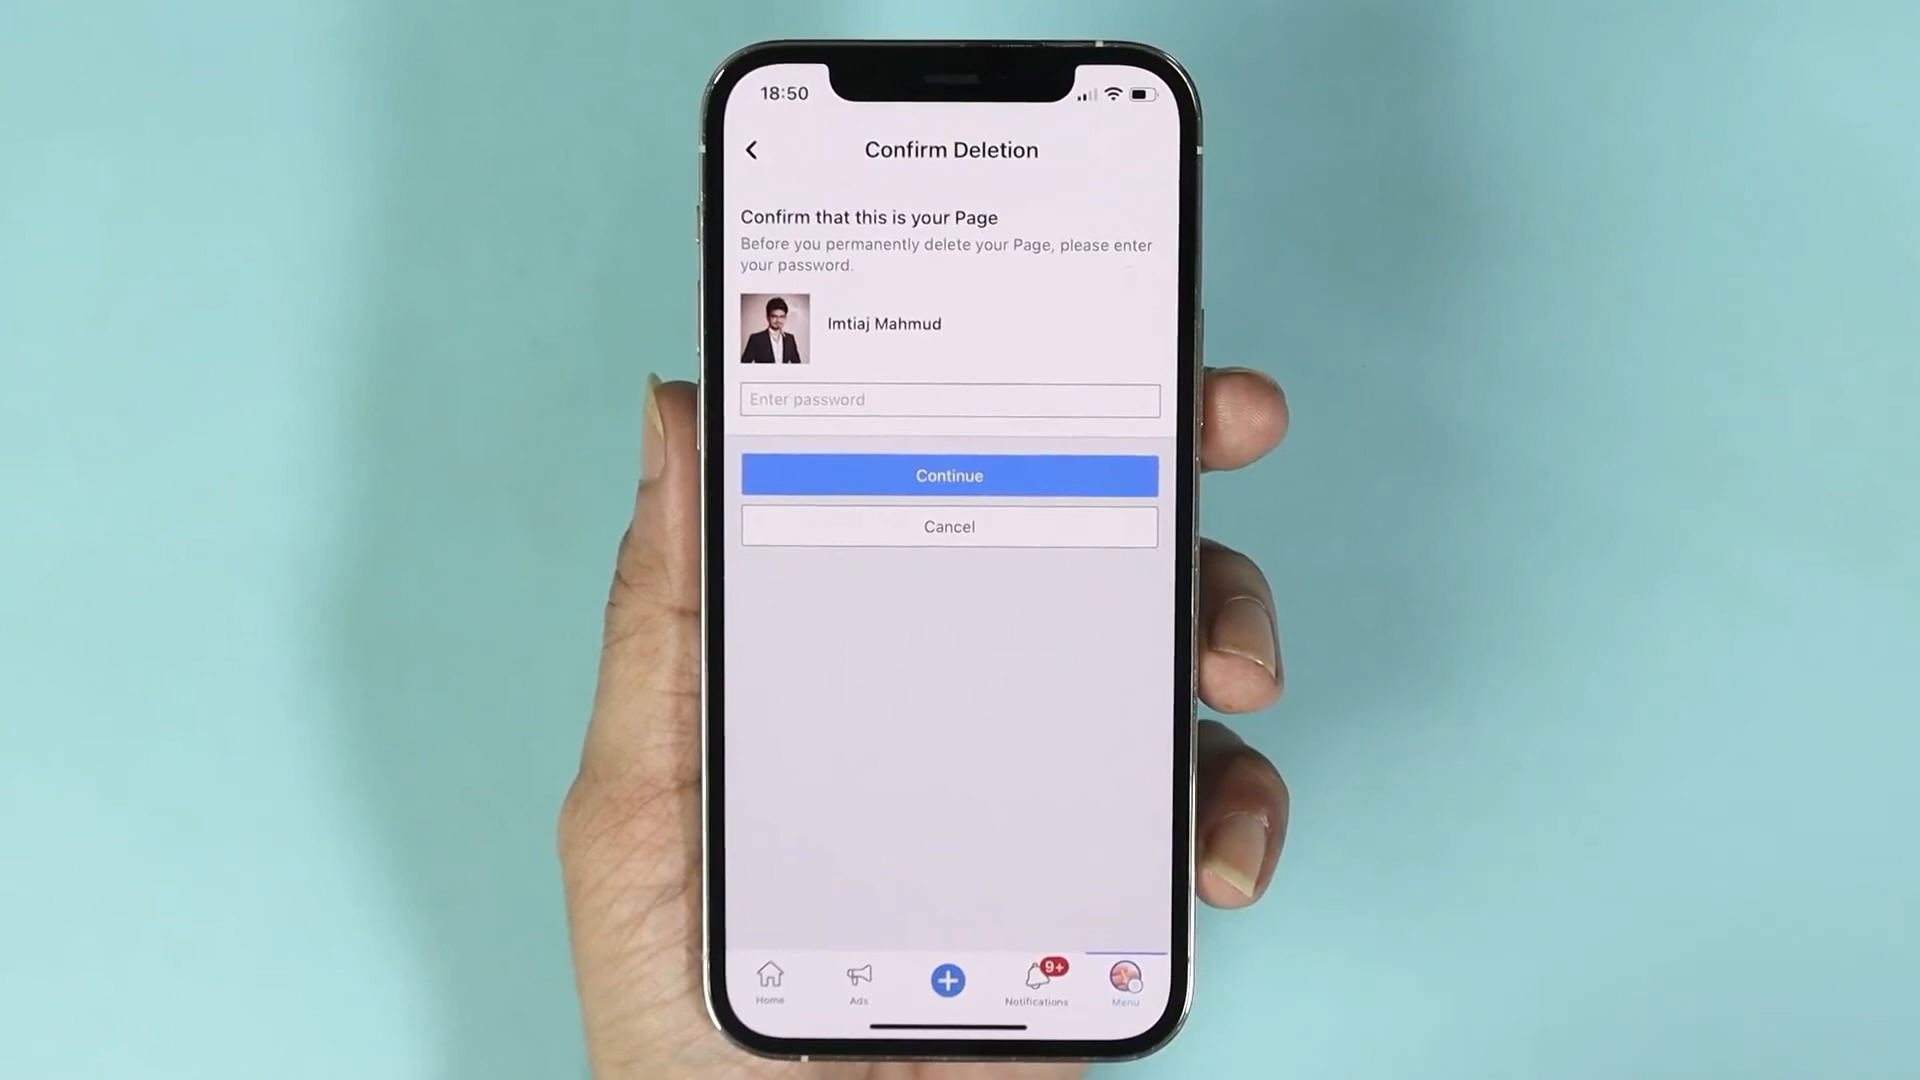 18:50
Confirm Deletion
Confirm that this is your Page
Before you permanently delete your Page, please enter
your password.
Imtiaj Mahmud
Enter password
Continue
Cancel
9+
Home
Ads
Notifications
Menu